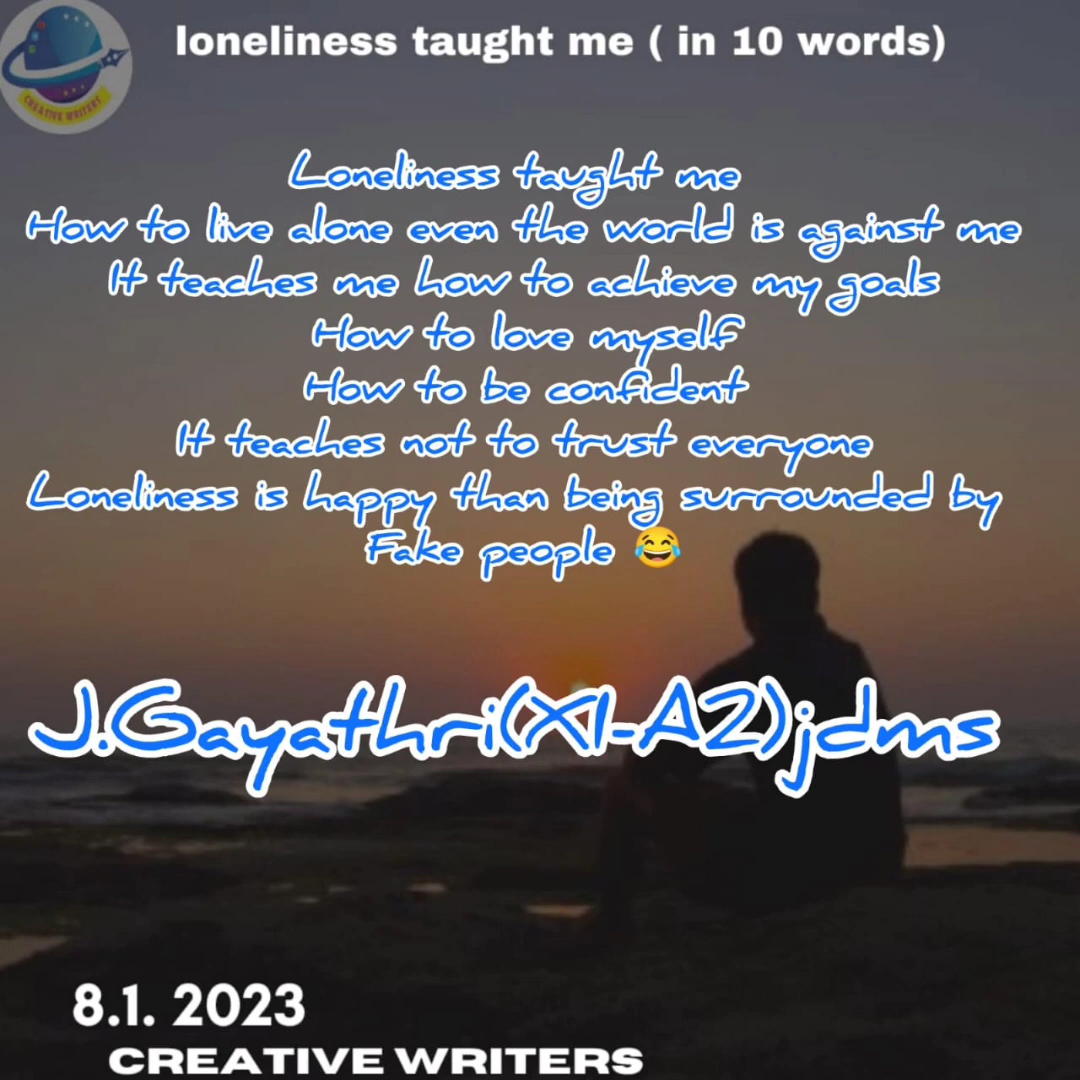 loneliness taught me ( in 10 words)
CREATIVE WRITERS
Loneliness taught me
How to live alone even the world is against me
It teaches me how to achieve my goals
How to love myself
How to be confident
It teaches not to trust everyone
Loneliness is happy than being surrounded by
Fake people 😂
J.Gayathri(XI-A2)jdms
8.1. 2023
CREATIVE WRITERS